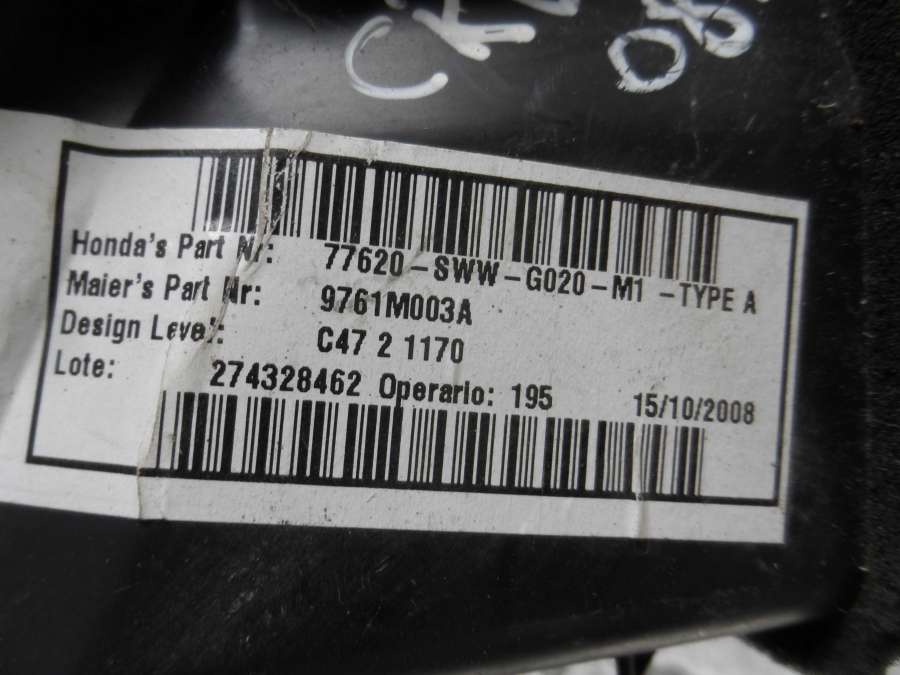 Honda's Part Nr: 77620-SWW-G020-M1 -TYPE A
Maier's Part Nr: 9761M003A
Design Level: C47 2 1170
Lote: 274328462 Operario: 195 15/10/2008